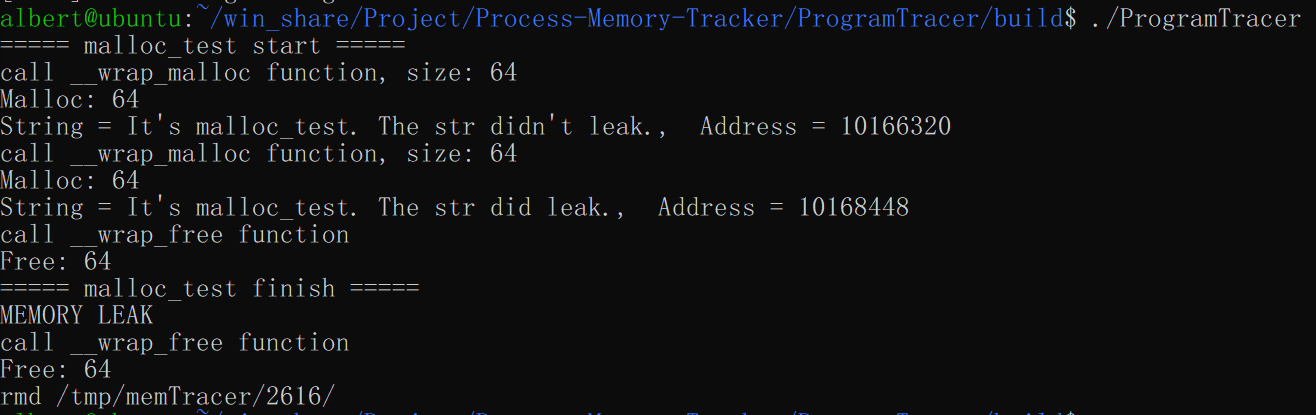 albert@ubuntu:~/win_share/Project/Process-Memory-Tracker/ProgramTracer/build$ ./ProgramTracer
===== malloc_test start =====
call __wrap_malloc function, size: 64
Malloc: 64
String = It's malloc_test. The str didn't leak.,  Address = 10166320
call __wrap_malloc function, size: 64
Malloc: 64
String = It's malloc_test. The str did leak.,  Address = 10168448
call __wrap_free function
Free: 64
===== malloc_test finish =====
MEMORY LEAK
call __wrap_free function
Free: 64
rmd /tmp/memTracer/2616/